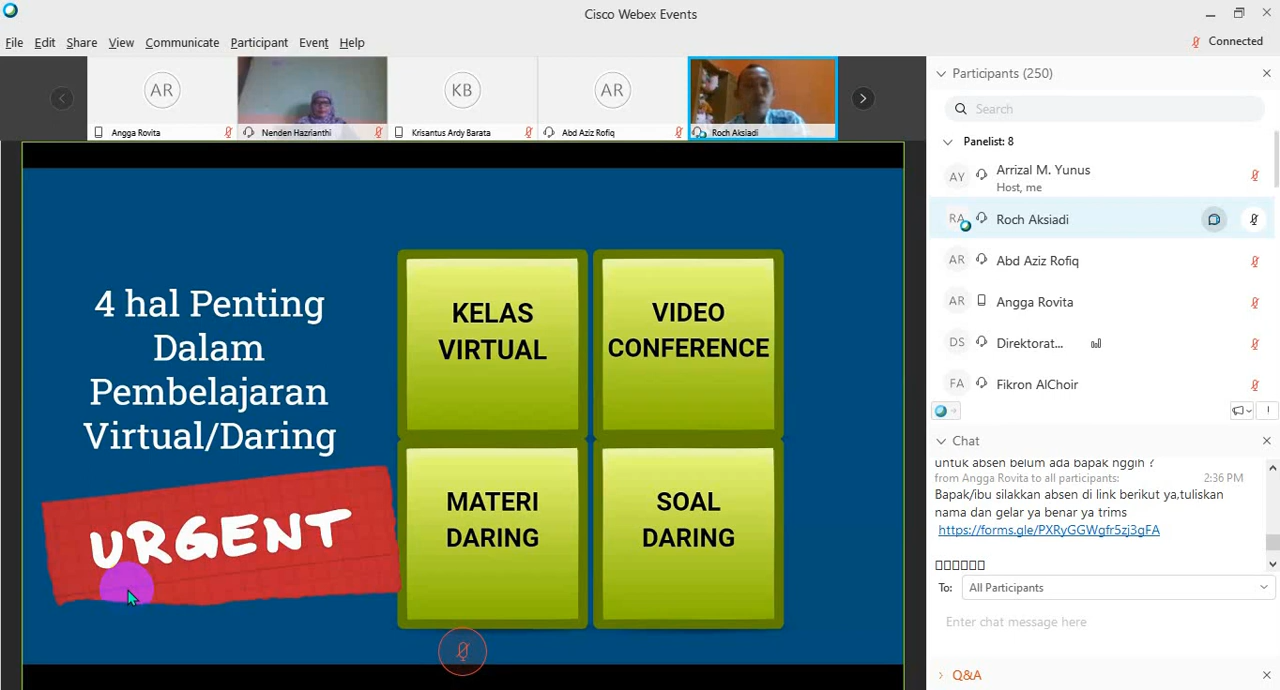 Cisco Webex Events
File Edit Share View Communicate Participant Event Help
Connected
AR
KB
AR
Angga Rovita
Nenden Hazrianthi
Krisantus Ardy Barata
Abd Aziz Rofiq
Roch Aksiadi
4 hal Penting
Dalam
Pembelajaran
Virtual/Daring
URGENT
KELAS
VIRTUAL
VIDEO
CONFERENCE
MATERI
DARING
SOAL
DARING
Participants (250)
Search
Panelist: 8
AY
Arrizal M. Yunus
Host, me
RA
Roch Aksiadi
AR
Abd Aziz Rofiq
AR
Angga Rovita
DS
Direktorat...
FA
Fikron AlChoir
Chat
untuk absen belum ada bapak nggih ?
from Angga Rovita to all participants: 2:36 PM
Bapak/ibu silakkan absen di link berikut ya,tuliskan
nama dan gelar ya benar ya trims
https://forms.gle/PXRyGGWgfr5zj3gFA
To: All Participants
Enter chat message here
Q&A